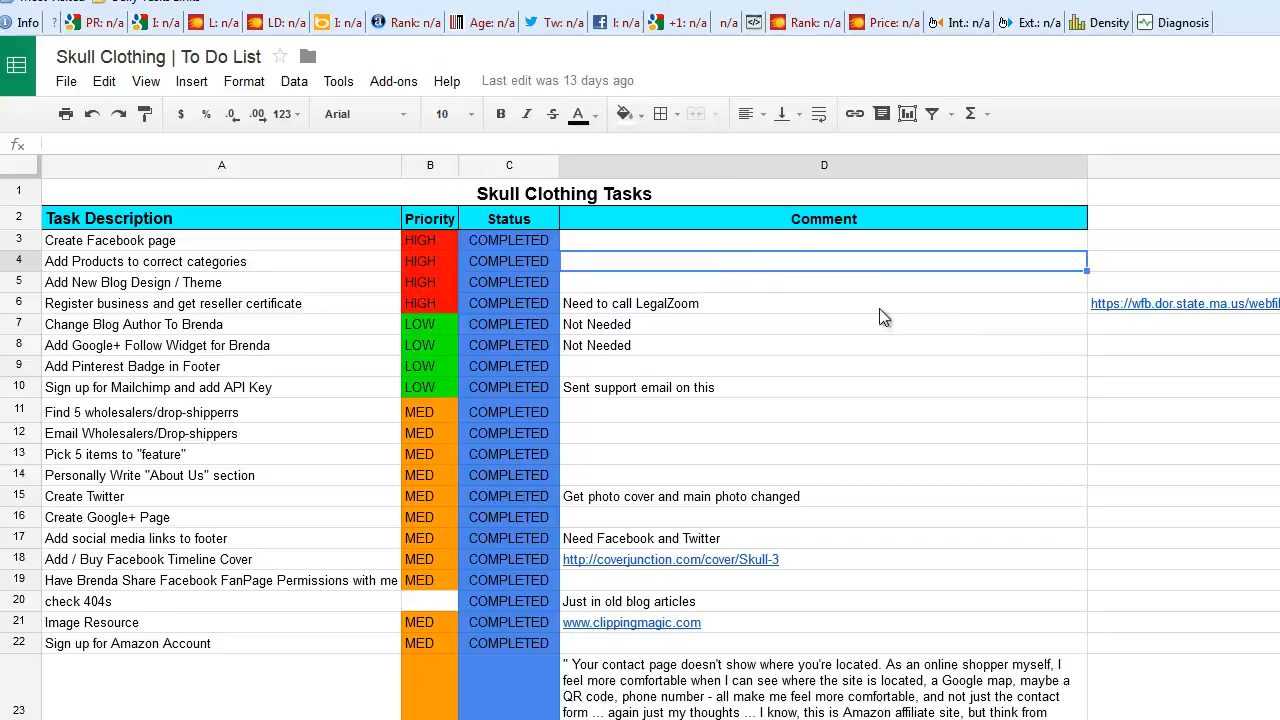 Info ? PR: n/a I: n/a L: n/a LD: n/a I: n/a Rank: n/a Age: n/a Tw: n/a I: n/a +1: n/a Rank: n/a Price: n/a Int.: n/a Ext.: n/a Density Diagnosis
Skull Clothing | To Do List
File Edit View Insert Format Data Tools Add-ons Help Last edit was 13 days ago
$ % .0 .00 123 Arial 10 B I S A Σ
fx
A B C D
1 Skull Clothing Tasks
2 Task Description Priority Status Comment
3 Create Facebook page HIGH COMPLETED
4 Add Products to correct categories HIGH COMPLETED
5 Add New Blog Design / Theme HIGH COMPLETED
6 Register business and get reseller certificate HIGH COMPLETED Need to call LegalZoom https://wfb.dor.state.ma.us/webfil
7 Change Blog Author To Brenda LOW COMPLETED Not Needed
8 Add Google+ Follow Widget for Brenda LOW COMPLETED Not Needed
9 Add Pinterest Badge in Footer LOW COMPLETED
10 Sign up for Mailchimp and add API Key LOW COMPLETED Sent support email on this
11 Find 5 wholesalers/drop-shipperrs MED COMPLETED
12 Email Wholesalers/Drop-shippers MED COMPLETED
13 Pick 5 items to "feature" MED COMPLETED
14 Personally Write "About Us" section MED COMPLETED
15 Create Twitter MED COMPLETED Get photo cover and main photo changed
16 Create Google+ Page MED COMPLETED
17 Add social media links to footer MED COMPLETED Need Facebook and Twitter
18 Add / Buy Facebook Timeline Cover MED COMPLETED http://coverjunction.com/cover/Skull-3
19 Have Brenda Share Facebook FanPage Permissions with me MED COMPLETED
20 check 404s COMPLETED Just in old blog articles
21 Image Resource MED COMPLETED www.clippingmagic.com
22 Sign up for Amazon Account MED COMPLETED
" Your contact page doesn't show where you're located. As an online shopper myself, I
feel more comfortable when I can see where the site is located, a Google map, maybe a
QR code, phone number - all make me feel more comfortable, and not just the contact
23 form ... again just my thoughts ... I know, this is Amazon affiliate site, but think from